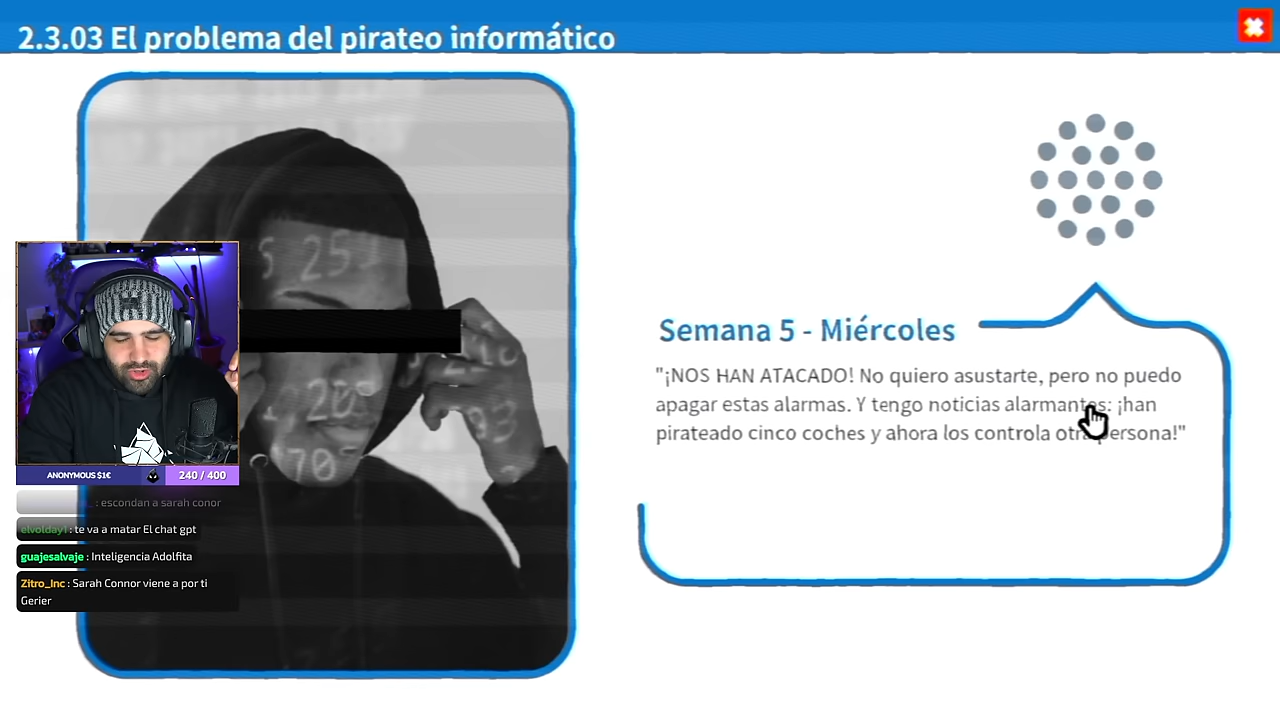 2.3.03 El problema del pirateo informático
Semana 5 - Miércoles
"¡NOS HAN ATACADO! No quiero asustarte, pero no puedo
apagar estas alarmas. Y tengo noticias alarmantes: ¡han
pirateado cinco coches y ahora los controla otra persona!"
ANONYMOUS $1€
240 / 400
: escondan a sarah conor
elvolday1 : te va a matar El chat gpt
guajesalvaje : Inteligencia Adolfita
Zitro_Inc : Sarah Connor viene a por ti
Gerier